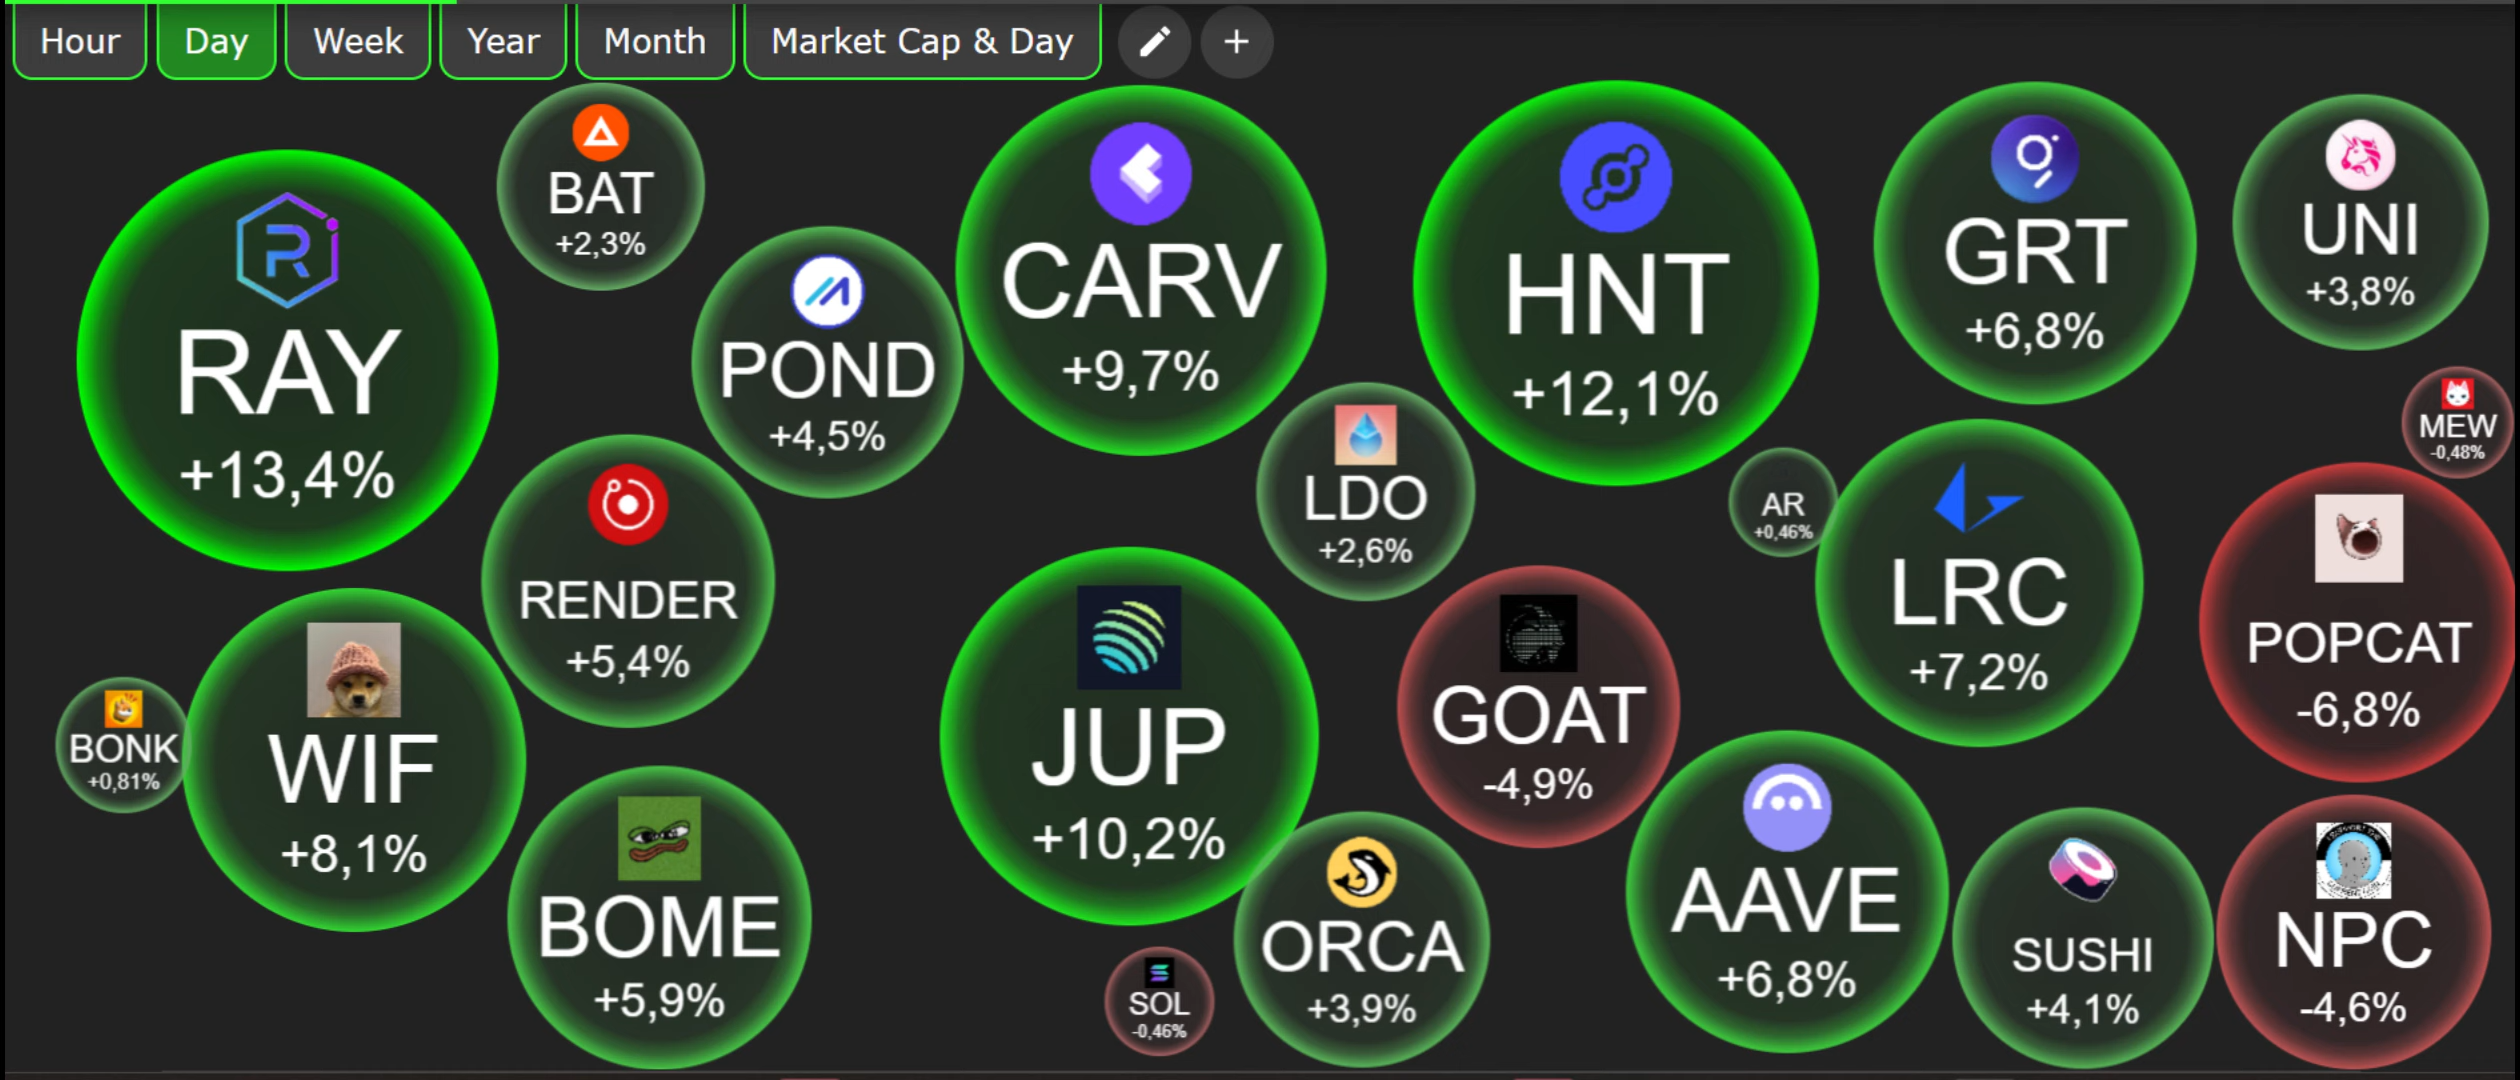 Hour Day Week Year Month Market Cap & Day
BAT
+2,3%
RAY
+13,4%
POND
+4,5%
CARV
+9,7%
HNT
+12,1%
GRT
+6,8%
UNI
+3,8%
MEW
-0,48%
LDO
+2,6%
AR
+0,46%
LRC
+7,2%
POPCAT
-6,8%
RENDER
+5,4%
BONK
+0,81%
WIF
+8,1%
BOME
+5,9%
JUP
+10,2%
GOAT
-4,9%
SOL
-0,46%
ORCA
+3,9%
AAVE
+6,8%
SUSHI
+4,1%
NPC
-4,6%